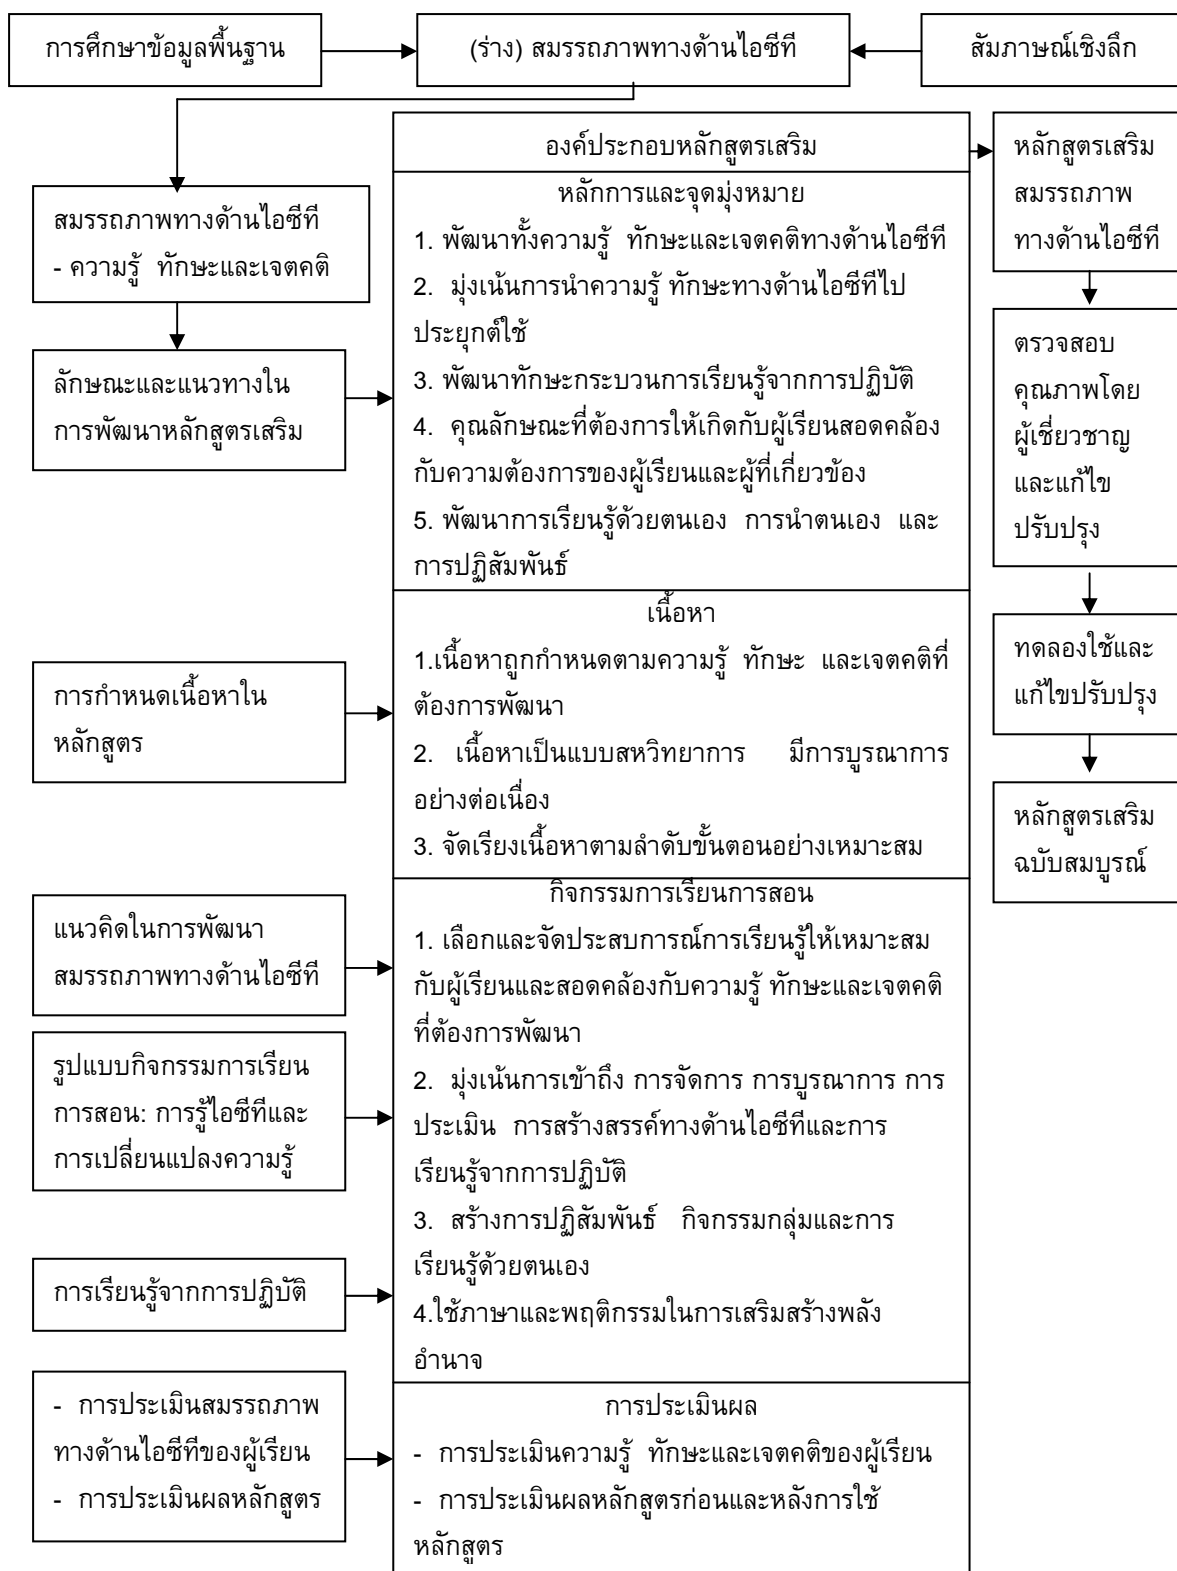 การศึกษาข้อมูลพื้นฐาน
(ร่าง) สมรรถภาพทางด้านไอซีที
สัมภาษณ์เชิงลึก
สมรรถภาพทางด้านไอซีที
- ความรู้ ทักษะและเจตคติ
ลักษณะและแนวทางใน
การพัฒนาหลักสูตรเสริม
การกำหนดเนื้อหาใน
หลักสูตร
แนวคิดในการพัฒนา
สมรรถภาพทางด้านไอซีที
รูปแบบกิจกรรมการเรียน
การสอน: การรู้ไอซีทีและ
การเปลี่ยนแปลงความรู้
การเรียนรู้จากการปฏิบัติ
- การประเมินสมรรถภาพ
ทางด้านไอซีทีของผู้เรียน
- การประเมินผลหลักสูตร
องค์ประกอบหลักสูตรเสริม
หลักการและจุดมุ่งหมาย
1. พัฒนาทั้งความรู้ ทักษะและเจตคติทางด้านไอซีที
2. มุ่งเน้นการนำความรู้ ทักษะทางด้านไอซีทีไป
ประยุกต์ใช้
3. พัฒนาทักษะกระบวนการเรียนรู้จากการปฏิบัติ
4. คุณลักษณะที่ต้องการให้เกิดกับผู้เรียนสอดคล้อง
กับความต้องการของผู้เรียนและผู้ที่เกี่ยวข้อง
5. พัฒนาการเรียนรู้ด้วยตนเอง การนำตนเอง และ
การปฏิสัมพันธ์
เนื้อหา
1.เนื้อหาถูกกำหนดตามความรู้ ทักษะ และเจตคติที่
ต้องการพัฒนา
2. เนื้อหาเป็นแบบสหวิทยาการ มีการบูรณาการ
อย่างต่อเนื่อง
3. จัดเรียงเนื้อหาตามลำดับขั้นตอนอย่างเหมาะสม
กิจกรรมการเรียนการสอน
1. เลือกและจัดประสบการณ์การเรียนรู้ให้เหมาะสม
กับผู้เรียนและสอดคล้องกับความรู้ ทักษะและเจตคติ
ที่ต้องการพัฒนา
2. มุ่งเน้นการเข้าถึง การจัดการ การบูรณาการ การ
ประเมิน การสร้างสรรค์ทางด้านไอซีทีและการ
เรียนรู้จากการปฏิบัติ
3. สร้างการปฏิสัมพันธ์ กิจกรรมกลุ่มและการ
เรียนรู้ด้วยตนเอง
4.ใช้ภาษาและพฤติกรรมในการเสริมสร้างพลัง
อำนาจ
การประเมินผล
- การประเมินความรู้ ทักษะและเจตคติของผู้เรียน
- การประเมินผลหลักสูตรก่อนและหลังการใช้
หลักสูตร
หลักสูตรเสริม
สมรรถภาพ
ทางด้านไอซีที
ตรวจสอบ
คุณภาพโดย
ผู้เชี่ยวชาญ
และแก้ไข
ปรับปรุง
ทดลองใช้และ
แก้ไขปรับปรุง
หลักสูตรเสริม
ฉบับสมบูรณ์